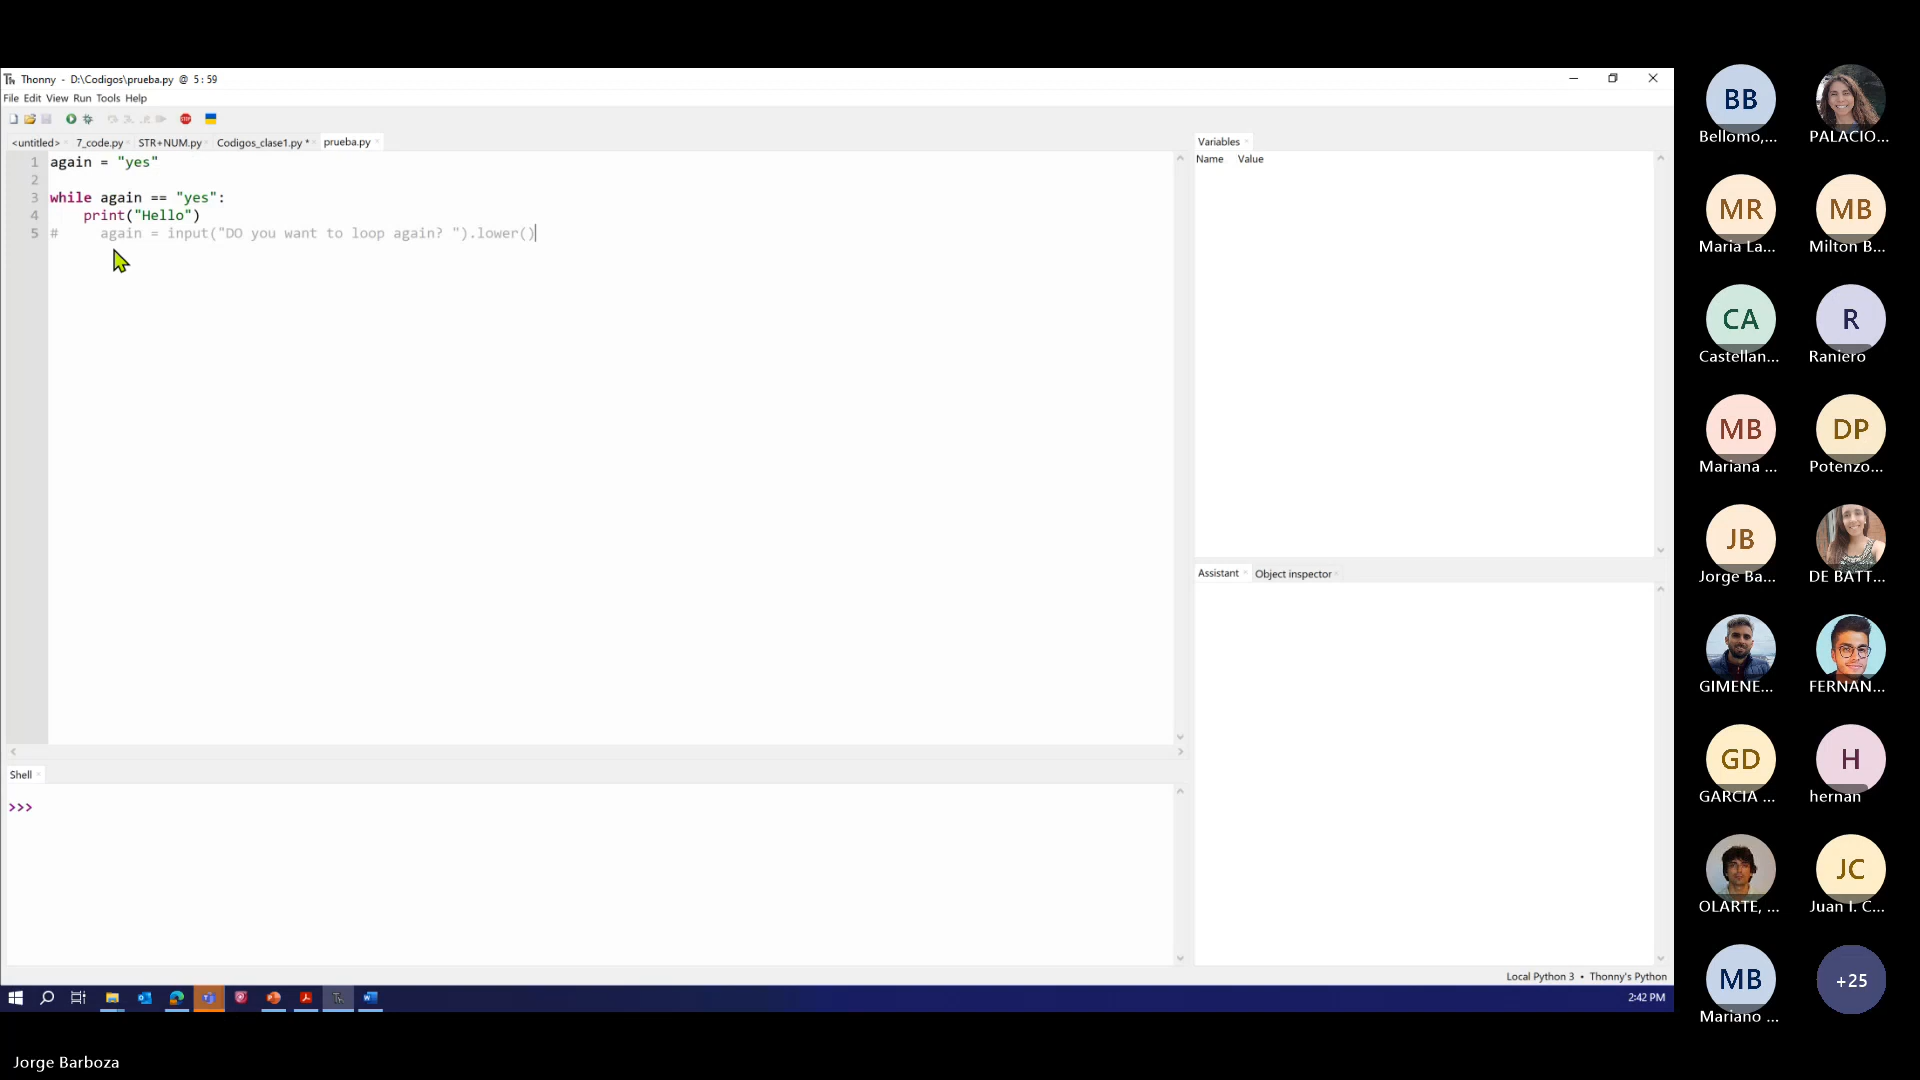 Thonny - D:\Codigos\prueba.py @ 5:59
File Edit View Run Tools Help
<untitled> 7_code.py STR+NUM.py Codigos_clase1.py * prueba.py
1 again = "yes"
2
3 while again == "yes":
4     print("Hello")
5 #     again = input("DO you want to loop again? ").lower()
Shell
>>>
Variables
Name Value
Assistant Object inspector
Local Python 3 • Thonny's Python
2:42 PM
BB
Bellomo,...
PALACIO...
MR
Maria La...
MB
Milton B...
CA
Castellan...
R
Raniero
MB
Mariana ...
DP
Potenzo...
JB
Jorge Ba...
DE BATT...
GIMENE...
FERNAN...
GD
GARCIA ...
H
hernan
OLARTE, ...
JC
Juan I. C...
MB
Mariano ...
+25
Jorge Barboza